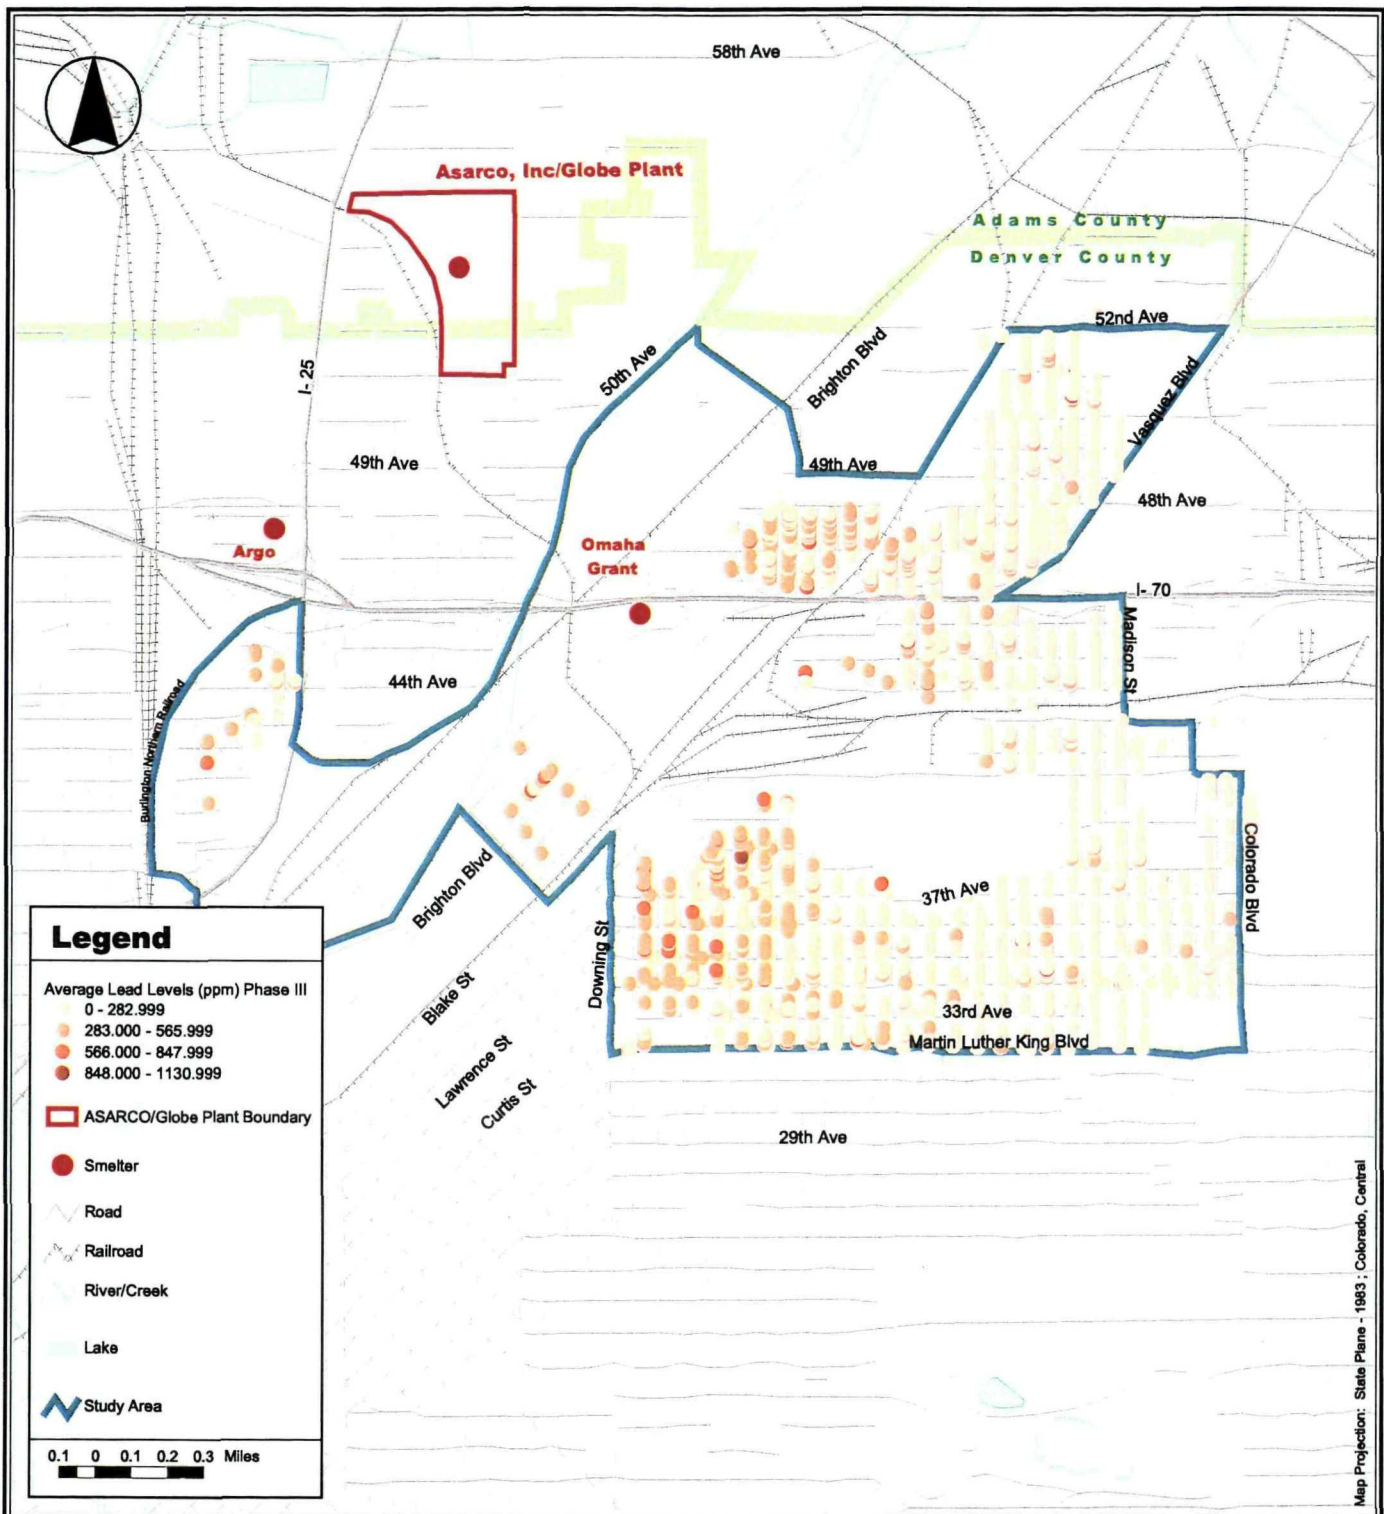 58th Ave
Asarco, Inc/Globe Plant
Adams County
Denver County
52nd Ave
Brighton Blvd
50th Ave
I- 25
Vasquez Blvd
49th Ave
49th Ave
48th Ave
Argo
Omaha
Grant
I- 70
Madison St
44th Ave
Burlington Northern Railroad
Colorado Blvd
37th Ave
Brighton Blvd
Downing St
Blake St
33rd Ave
Martin Luther King Blvd
Lawrence St
Curtis St
29th Ave
Legend
Average Lead Levels (ppm) Phase III
0 - 282.999
283.000 - 565.999
566.000 - 847.999
848.000 - 1130.999
ASARCO/Globe Plant Boundary
Smelter
Road
Railroad
River/Creek
Lake
Study Area
0.1 0 0.1 0.2 0.3 Miles
Map Projection: State Plane - 1983 ; Colorado, Central